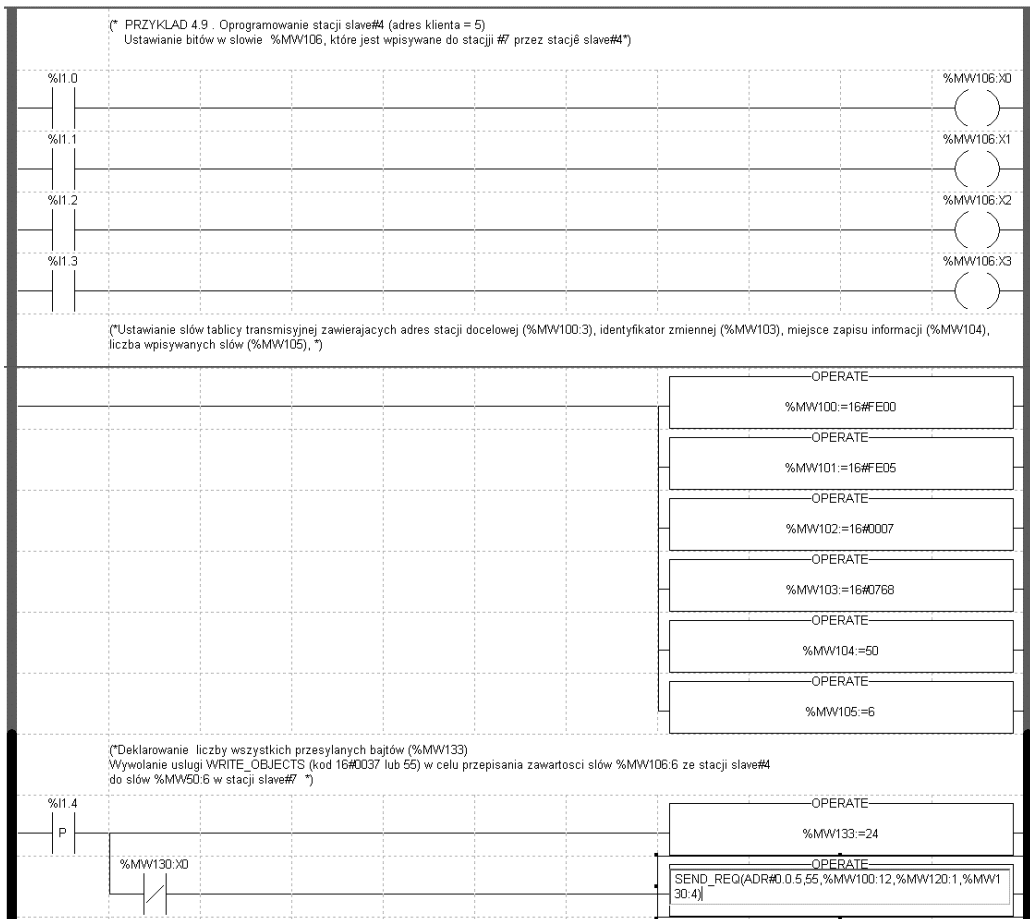 (* PRZYKLAD 4.9 . Oprogramowanie stacji slave#4 (adres klienta = 5)
Ustawianie bitów w slowie %MW106, które jest wpisywane do stacjji #7 przez stacjê slave#4*)
%I1.0
%MW106:X0
%I1.1
%MW106:X1
%I1.2
%MW106:X2
%I1.3
%MW106:X3
(*Ustawianie slów tablicy transmisyjnej zawierajacych adres stacji docelowej (%MW100:3), identyfikator zmiennej (%MW103), miejsce zapisu informacji (%MW104),
liczba wpisywanych slów (%MW105), *)
OPERATE
%MW100:=16#FE00
OPERATE
%MW101:=16#FE05
OPERATE
%MW102:=16#0007
OPERATE
%MW103:=16#0768
OPERATE
%MW104:=50
OPERATE
%MW105:=6
(*Deklarowanie liczby wszystkich przesylanych bajtów (%MW133)
Wywolanie uslugi WRITE_OBJECTS (kod 16#0037 lub 55) w celu przepisania zawartosci slów %MW106:6 ze stacji slave#4
do slów %MW50:6 w stacji slave#7 *)
%I1.4
P
OPERATE
%MW133:=24
%MW130:X0
OPERATE
SEND_REQ(ADR#0.0.5,55,%MW100:12,%MW120:1,%MW1
30:4)